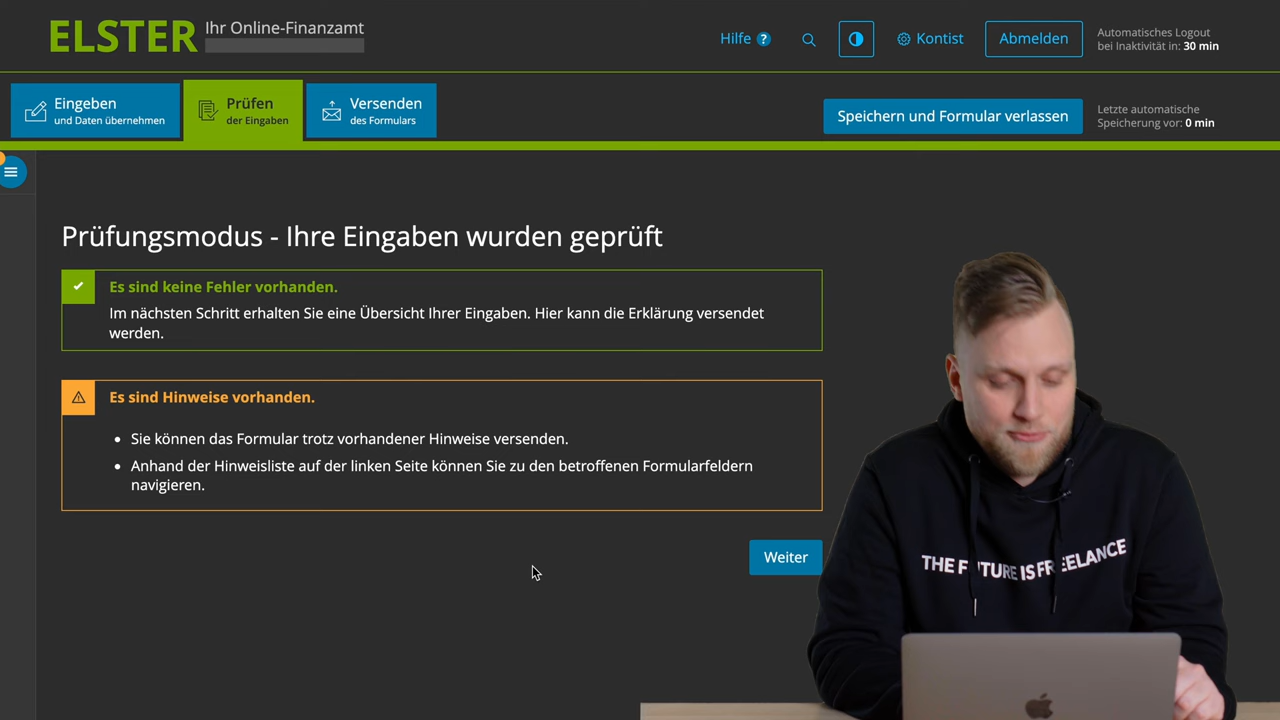 ELSTER
Ihr Online-Finanzamt
Hilfe ?
Kontist
Abmelden
Automatisches Logout
bei Inaktivität in: 30 min
Eingeben
und Daten übernehmen
Prüfen
der Eingaben
Versenden
des Formulars
Speichern und Formular verlassen
Letzte automatische
Speicherung vor: 0 min
Prüfungsmodus - Ihre Eingaben wurden geprüft
Es sind keine Fehler vorhanden.
Im nächsten Schritt erhalten Sie eine Übersicht Ihrer Eingaben. Hier kann die Erklärung versendet
werden.
Es sind Hinweise vorhanden.
Sie können das Formular trotz vorhandener Hinweise versenden.
Anhand der Hinweisliste auf der linken Seite können Sie zu den betroffenen Formularfeldern
navigieren.
Weiter
THE FUTURE IS FREELANCE